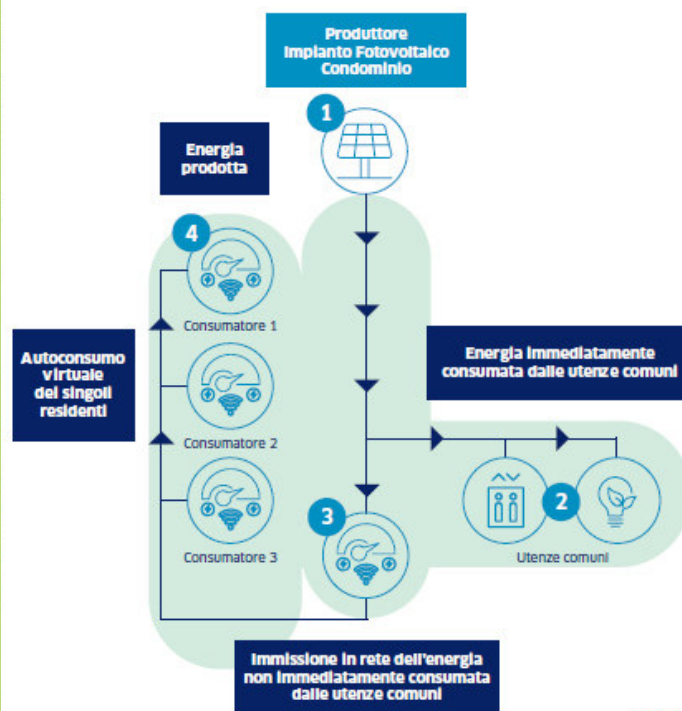 Produttore
Impianto Fotovoltaico
Condominio
1
Energia
prodotta
4
Consumatore 1
Autoconsumo
virtuale
dei singoli
residenti
Energia immediatamente
consumata dalle utenze comuni
Consumatore 2
3
2
Consumatore 3
Utenze comuni
Immissione in rete dell'energia
non immediatamente consumata
dalle utenze comuni